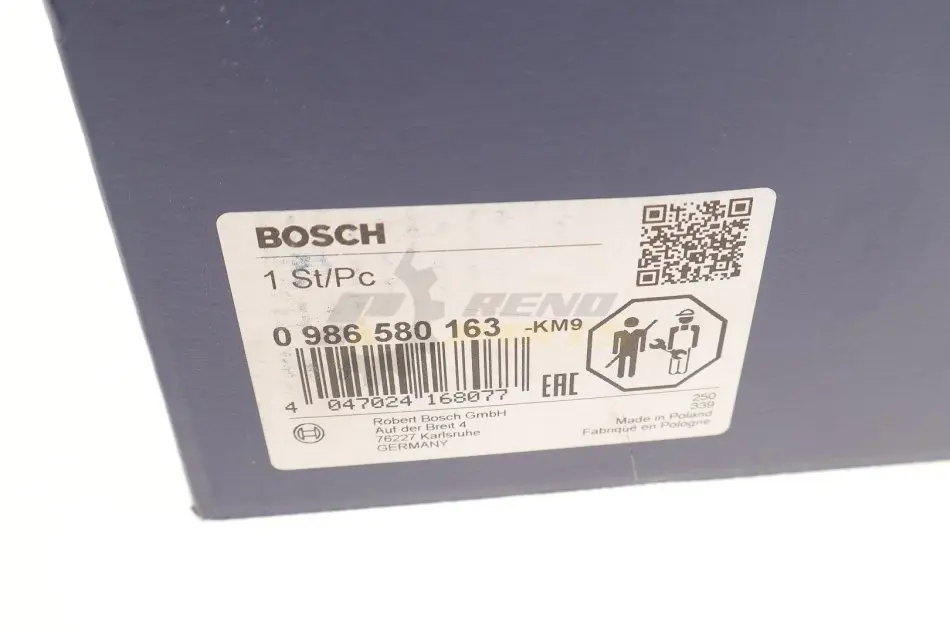 BOSCH
1 St/Pc
RENO
0 986 580 163 -KM9
4 047024 168077
EAC
Robert Bosch GmbH
Auf der Breit 4
76227 Karlsruhe
GERMANY
250
339
Made in Poland
Fabriqué en Pologne